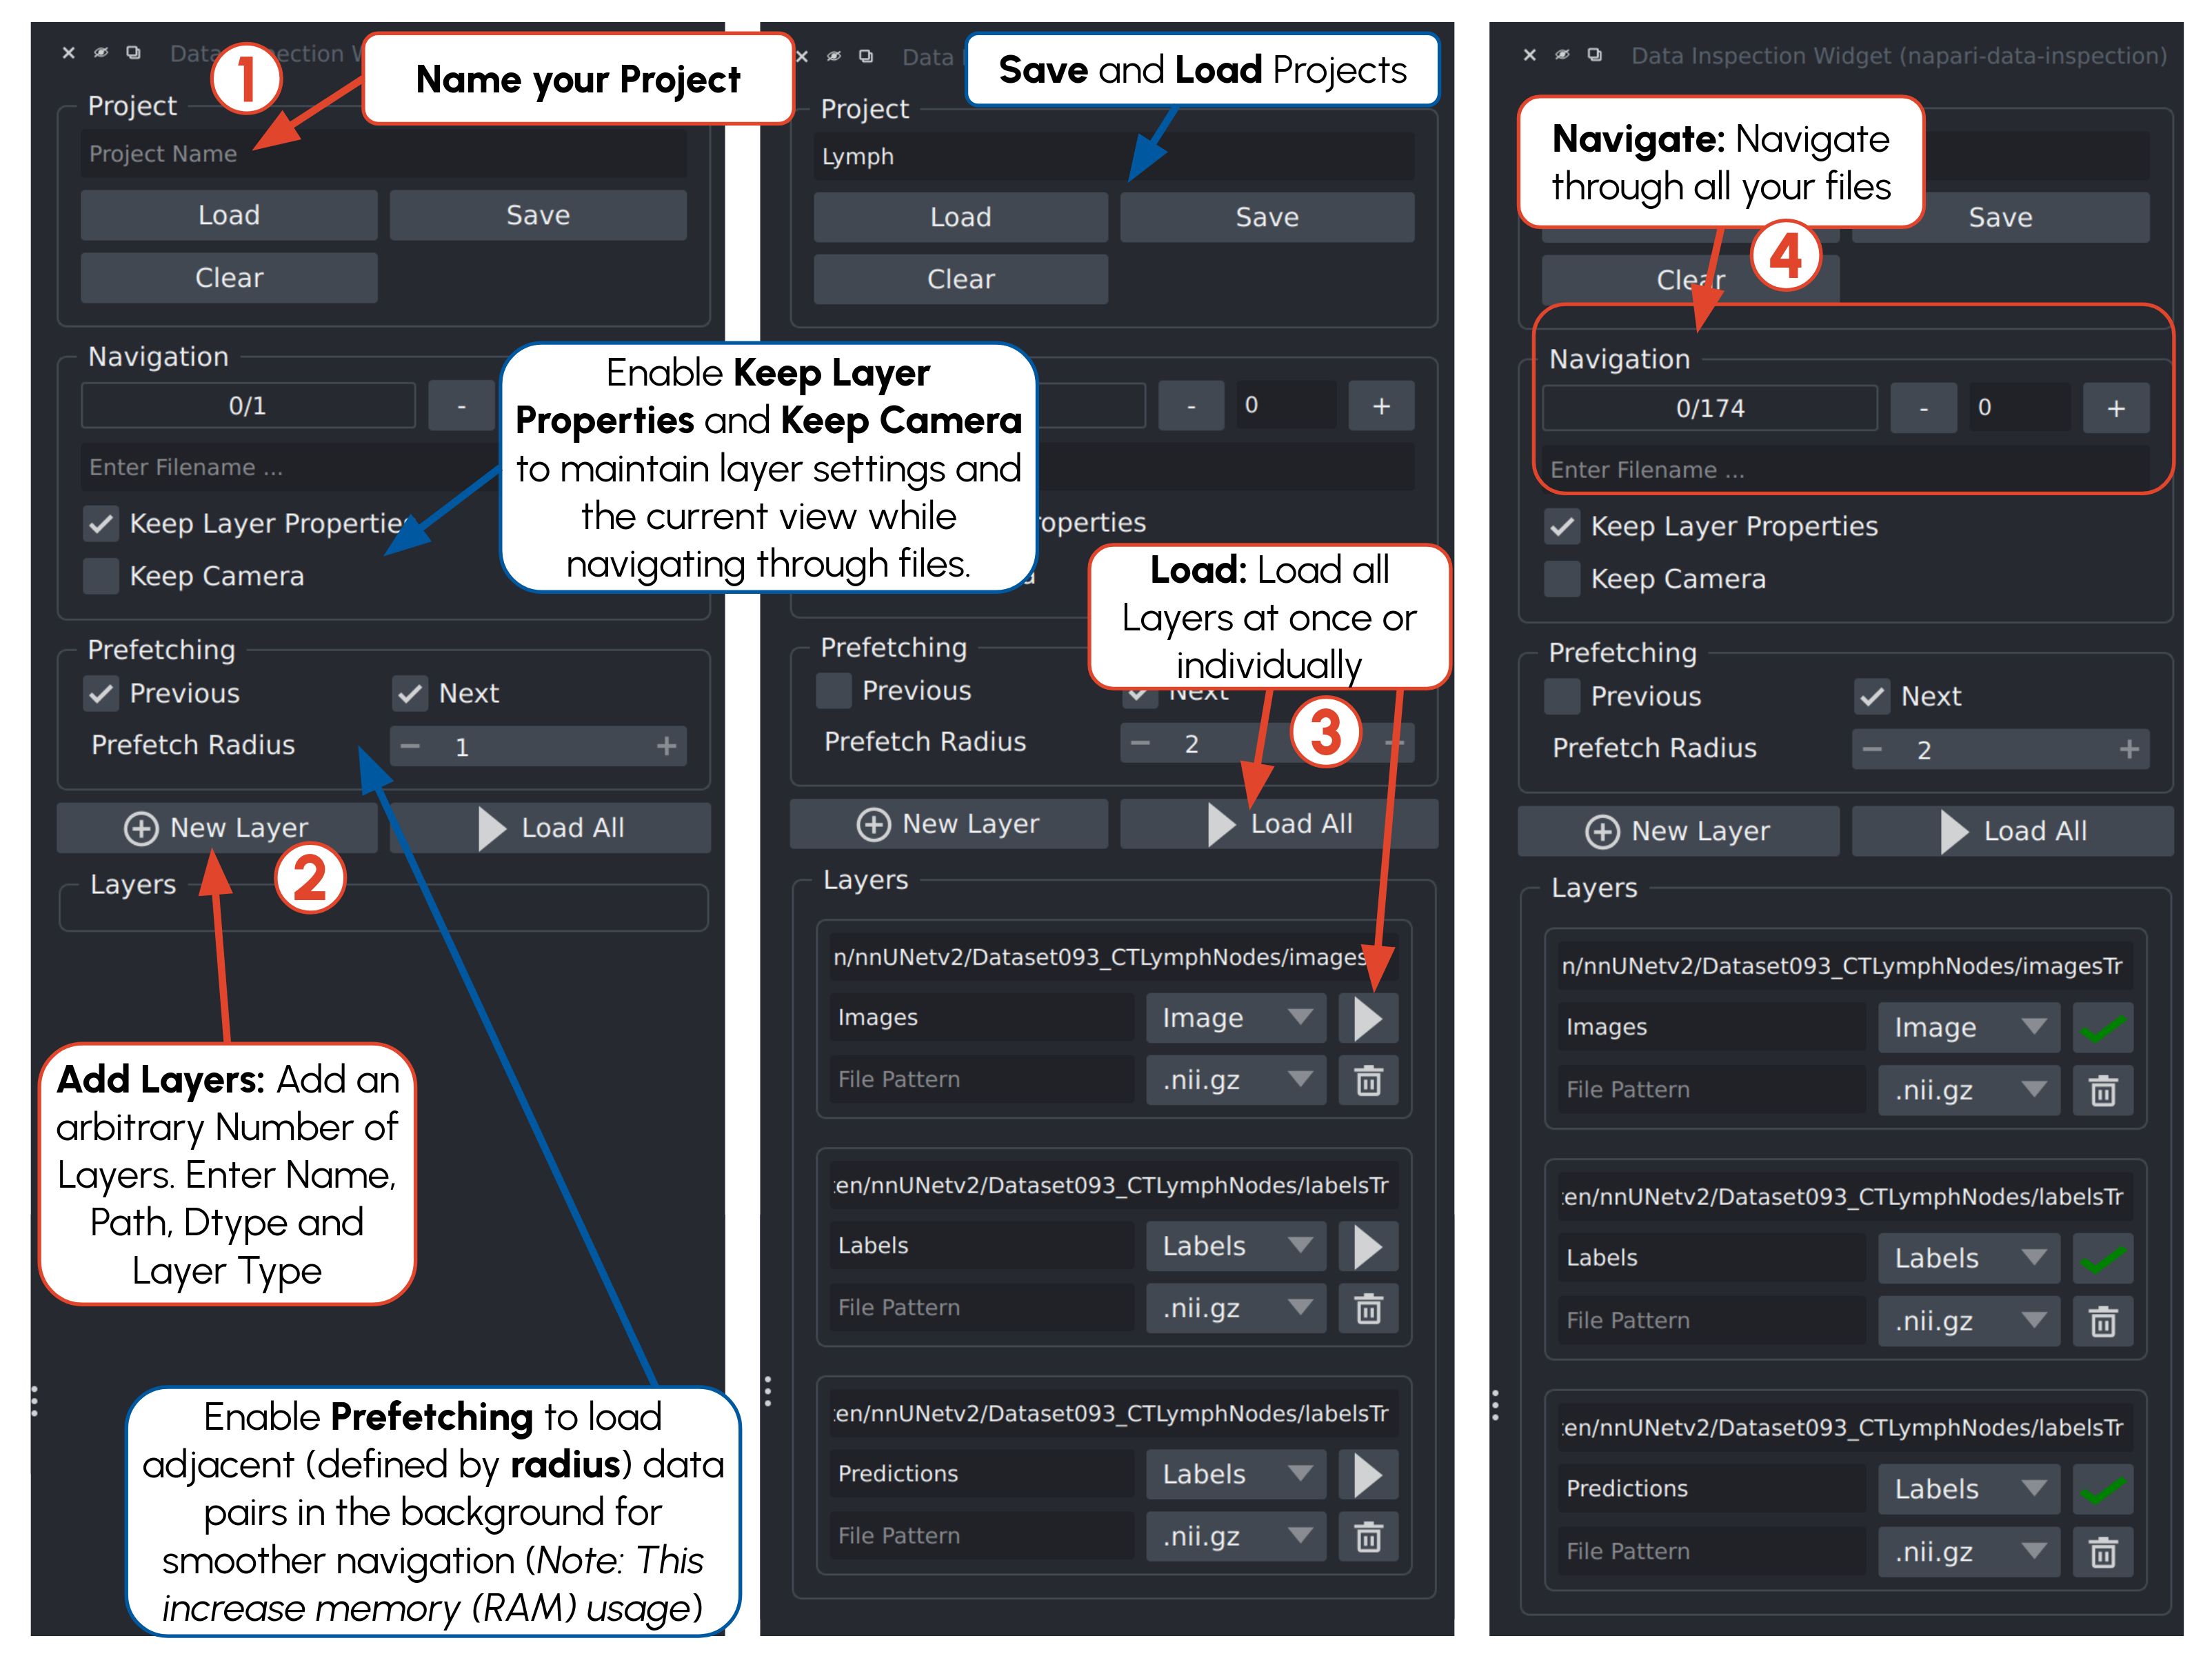 Data
ection W
1
Name your Project
Project
Project Name
Load
Save
Clear
Navigation
0/1
-
Enter Filename ...
Keep Layer Properties
Keep Camera
Enable Keep Layer
Properties and Keep Camera
to maintain layer settings and
the current view while
navigating through files.
Prefetching
Previous
Next
Prefetch Radius
− 1 +
New Layer
Load All
2
Layers
Add Layers: Add an
arbitrary Number of
Layers. Enter Name,
Path, Dtype and
Layer Type
Enable Prefetching to load
adjacent (defined by radius) data
pairs in the background for
smoother navigation (Note: This
increase memory (RAM) usage)
Data
Save and Load Projects
Project
Lymph
Load
Save
Clear
- 0 +
roperties
Load: Load all
Layers at once or
individually
3
Prefetching
Previous
Next
Prefetch Radius
− 2 +
New Layer
Load All
Layers
n/nnUNetv2/Dataset093_CTLymphNodes/images
Images
Image
File Pattern
.nii.gz
:en/nnUNetv2/Dataset093_CTLymphNodes/labelsTr
Labels
Labels
File Pattern
.nii.gz
:en/nnUNetv2/Dataset093_CTLymphNodes/labelsTr
Predictions
Labels
File Pattern
.nii.gz
Data Inspection Widget (napari-data-inspection)
Navigate: Navigate
through all your files
4
Save
Clear
Navigation
0/174
- 0 +
Enter Filename ...
Keep Layer Properties
Keep Camera
Prefetching
Previous
Next
Prefetch Radius
− 2 +
New Layer
Load All
Layers
n/nnUNetv2/Dataset093_CTLymphNodes/imagesTr
Images
Image
File Pattern
.nii.gz
:en/nnUNetv2/Dataset093_CTLymphNodes/labelsTr
Labels
Labels
File Pattern
.nii.gz
:en/nnUNetv2/Dataset093_CTLymphNodes/labelsTr
Predictions
Labels
File Pattern
.nii.gz